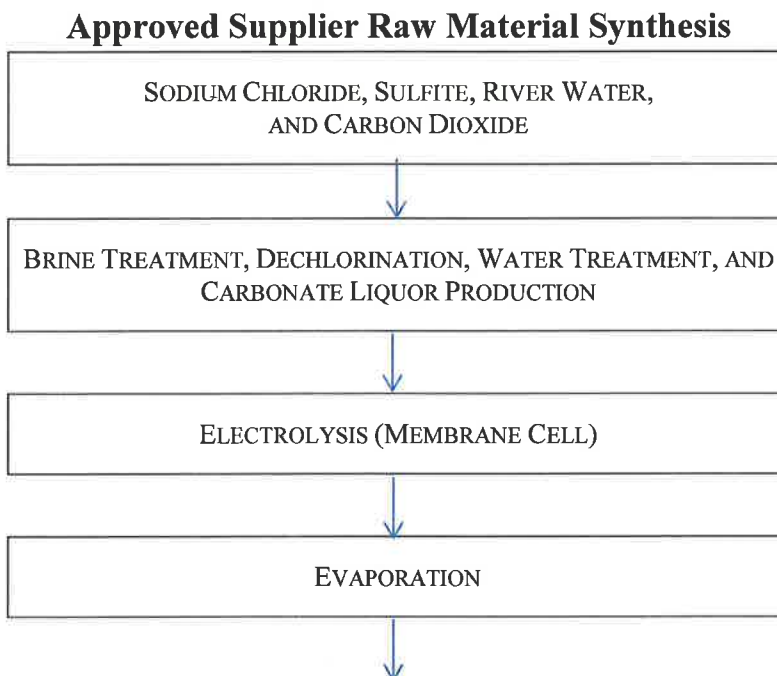 Approved Supplier Raw Material Synthesis
SODIUM CHLORIDE, SULFITE, RIVER WATER,
AND CARBON DIOXIDE
BRINE TREATMENT, DECHLORINATION, WATER TREATMENT, AND
CARBONATE LIQUOR PRODUCTION
ELECTROLYSIS (MEMBRANE CELL)
EVAPORATION